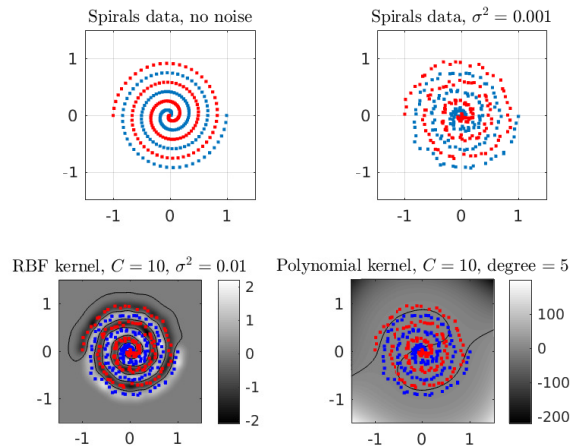 Spirals data, no noise
Spirals data, σ² = 0.001
1
0
-1
-1 0 1
1
0
-1
-1 0 1
RBF kernel, C = 10, σ² = 0.01
Polynomial kernel, C = 10, degree = 5
1
0
-1
-1 0 1
2
1
0
-1
-2
1
0
-1
-1 0 1
100
0
-100
-200